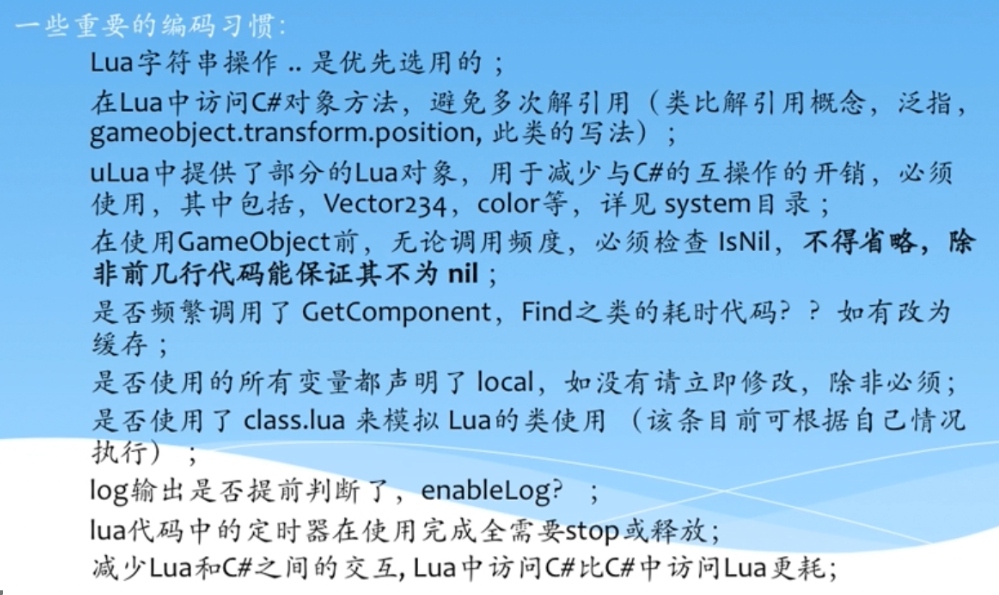 一些重要的编码习惯:
Lua字符串操作 .. 是优先选用的；
在Lua中访问C#对象方法，避免多次解引用（类比解引用概念，泛指，
gameobject.transform.position, 此类的写法）；
uLua中提供了部分的Lua对象，用于减少与C#的互操作的开销，必须
使用，其中包括，Vector234，color等，详见 system目录；
在使用GameObject前，无论调用频度，必须检查 IsNil，不得省略，除
非前几行代码能保证其不为 nil；
是否频繁调用了 GetComponent，Find之类的耗时代码？？如有改为
缓存；
是否使用的所有变量都声明了 local，如没有请立即修改，除非必须；
是否使用了 class.lua 来模拟 Lua的类使用 （该条目前可根据自己情况
执行）；
log输出是否提前判断了，enableLog？；
lua代码中的定时器在使用完成全需要stop或释放；
减少Lua和C#之间的交互, Lua中访问C#比C#中访问Lua更耗；